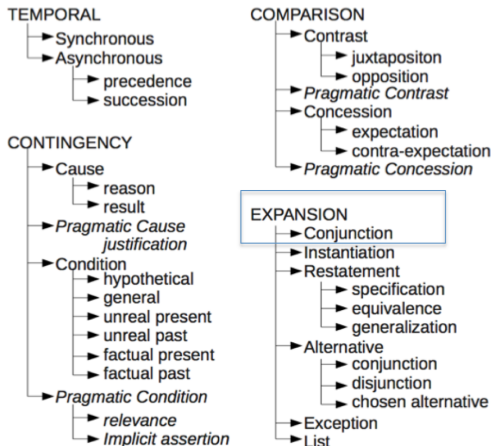 TEMPORAL
Synchronous
Asynchronous
precedence
succession
CONTINGENCY
Cause
reason
result
Pragmatic Cause
justification
Condition
hypothetical
general
unreal present
unreal past
factual present
factual past
Pragmatic Condition
relevance
Implicit assertion
COMPARISON
Contrast
juxtapositon
opposition
Pragmatic Contrast
Concession
expectation
contra-expectation
Pragmatic Concession
EXPANSION
Conjunction
Instantiation
Restatement
specification
equivalence
generalization
Alternative
conjunction
disjunction
chosen alternative
Exception
List